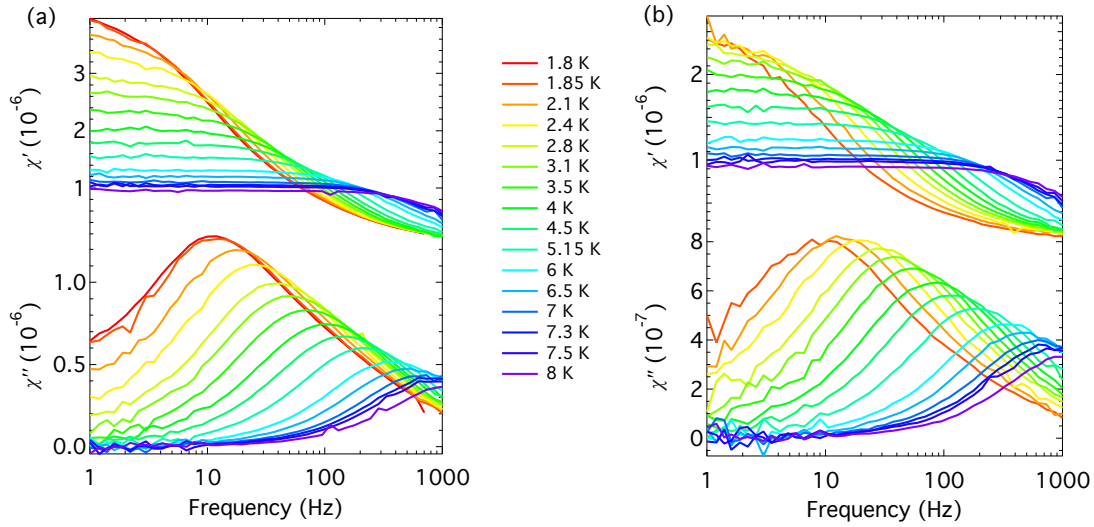 (a)
χ′ (10⁻⁶)
3
2
1
χ″ (10⁻⁶)
1.0
0.5
0.0
1
10
100
1000
Frequency (Hz)
1.8 K
1.85 K
2.1 K
2.4 K
2.8 K
3.1 K
3.5 K
4 K
4.5 K
5.15 K
6 K
6.5 K
7 K
7.3 K
7.5 K
8 K
(b)
χ′ (10⁻⁶)
2
1
χ″ (10⁻⁷)
8
6
4
2
0
1
10
100
1000
Frequency (Hz)